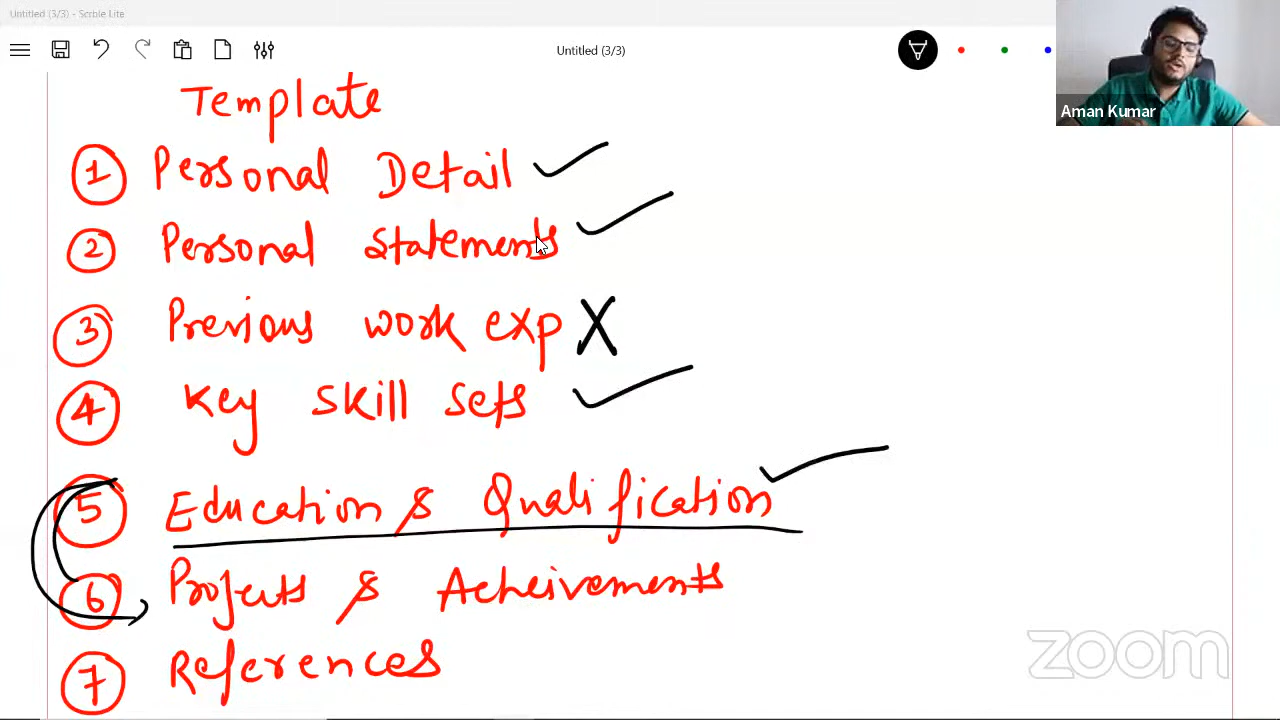 Untitled (3/3) - Scrble Lite
Untitled (3/3)
Aman Kumar
Template
1 Personal Detail
2 Personal Statements
3 Previous work exp X
4 Key Skill Sets
5 Education & Qualification
6 Projects & Acheivements
7 References
zoom